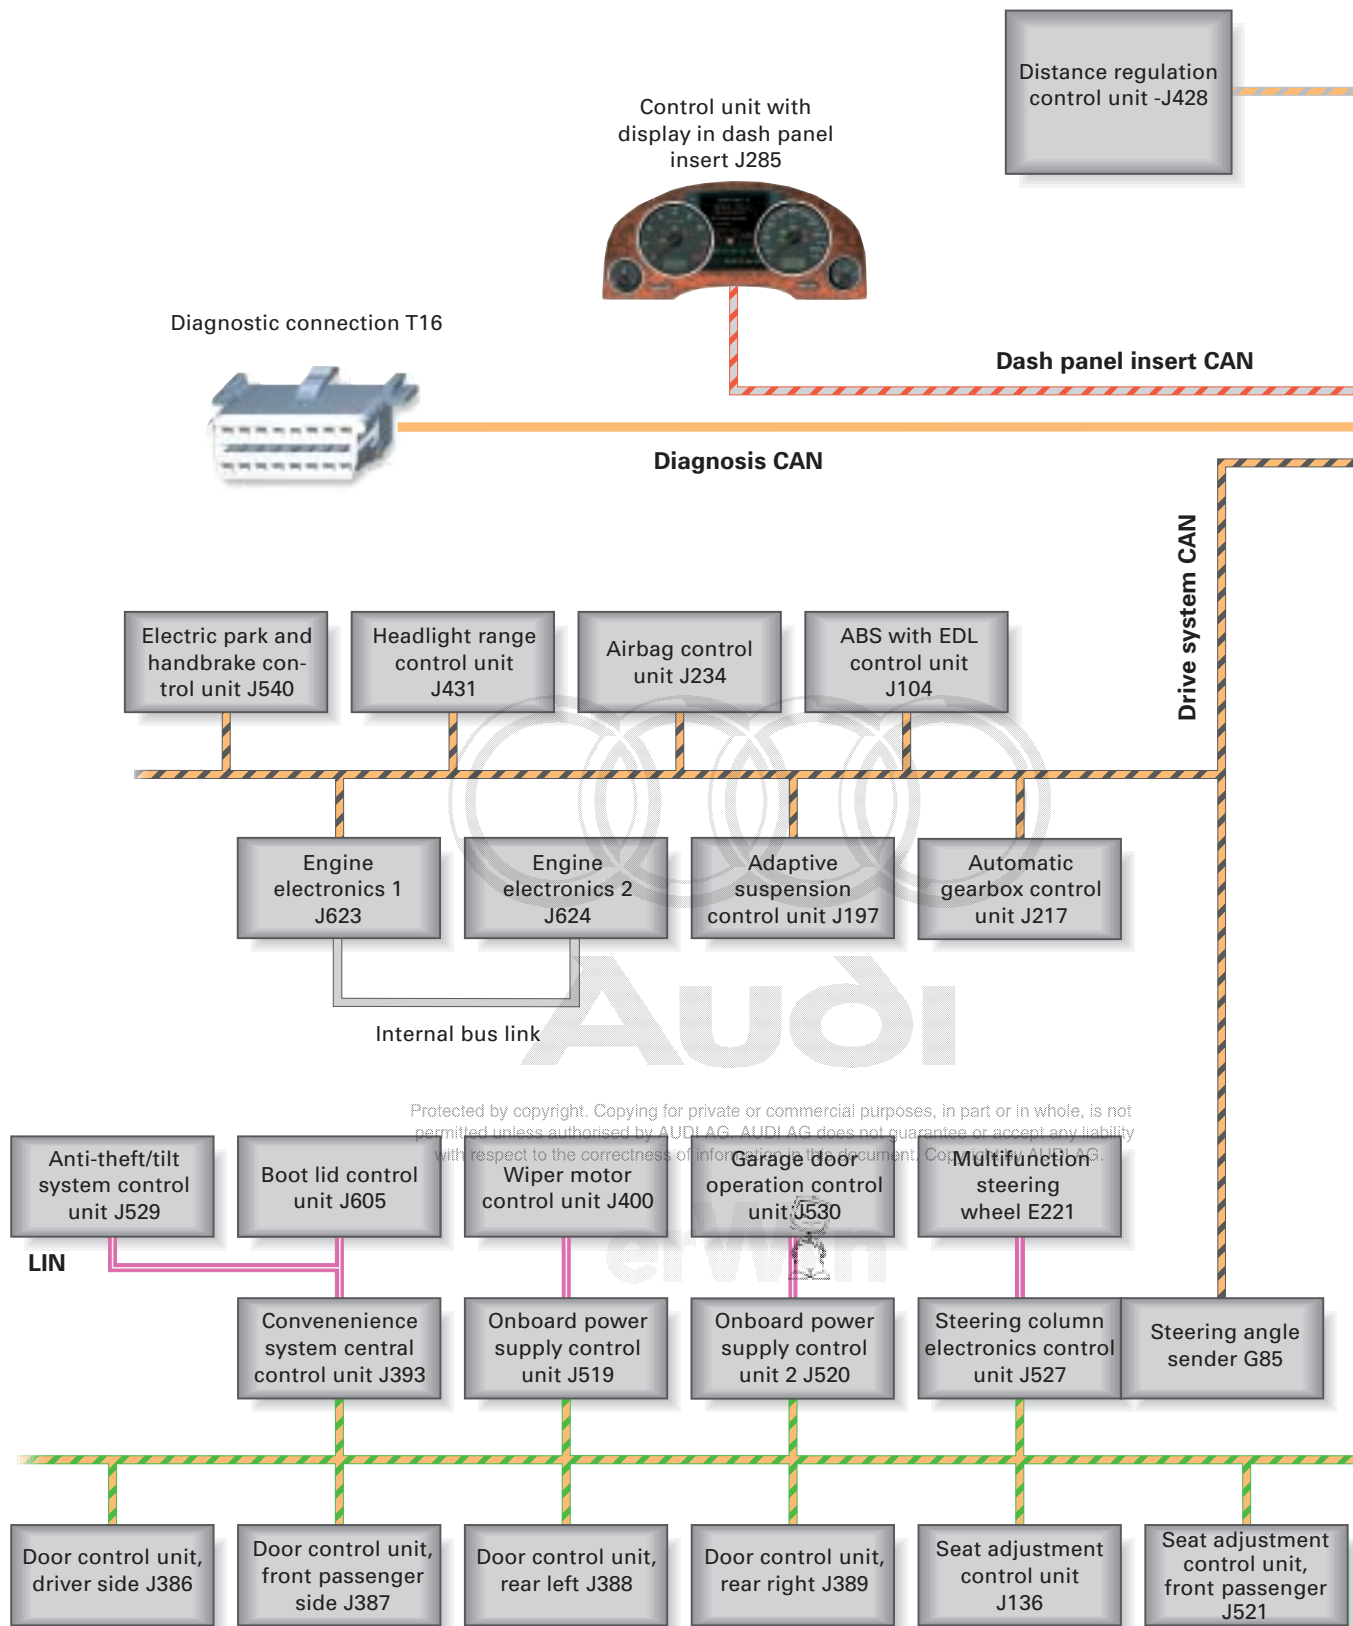 Distance regulation
control unit -J428
Control unit with
display in dash panel
insert J285
Diagnostic connection T16
Dash panel insert CAN
Diagnosis CAN
Drive system CAN
Electric park and
handbrake con-
trol unit J540
Headlight range
control unit
J431
Airbag control
unit J234
ABS with EDL
control unit
J104
Engine
electronics 1
J623
Engine
electronics 2
J624
Adaptive
suspension
control unit J197
Automatic
gearbox control
unit J217
Internal bus link
Audi
Protected by copyright. Copying for private or commercial purposes, in part or in whole, is not
permitted unless authorised by AUDI AG. AUDI AG does not guarantee or accept any liability
with respect to the correctness of information in this document. Copyright by AUDI AG.
Anti-theft/tilt
system control
unit J529
Boot lid control
unit J605
Wiper motor
control unit J400
Garage door
operation control
unit J530
Multifunction
steering
wheel E221
erWin
LIN
Convenenience
system central
control unit J393
Onboard power
supply control
unit J519
Onboard power
supply control
unit 2 J520
Steering column
electronics control
unit J527
Steering angle
sender G85
Door control unit,
driver side J386
Door control unit,
front passenger
side J387
Door control unit,
rear left J388
Door control unit,
rear right J389
Seat adjustment
control unit
J136
Seat adjustment
control unit,
front passenger
J521